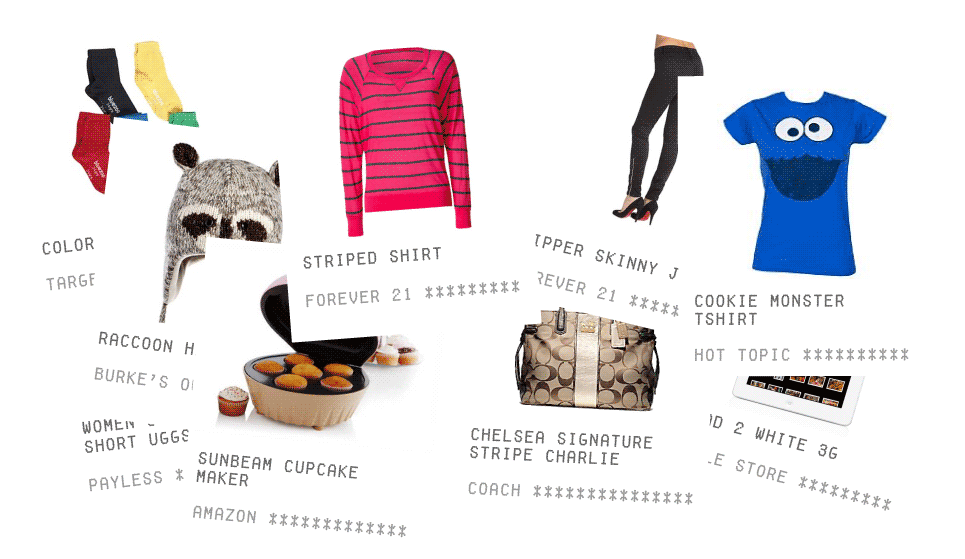 COLOR
TARGE
RACCOON H
BURKE'S O
WOMEN
SHORT UGGS
PAYLESS *
SUNBEAM CUPCAKE
MAKER
AMAZON *************
STRIPED SHIRT
FOREVER 21 *********
CHELSEA SIGNATURE
STRIPE CHARLIE
COACH ***************
IPPER SKINNY J
REVER 21 *****
COOKIE MONSTER
TSHIRT
HOT TOPIC **********
D 2 WHITE 3G
LE STORE *********